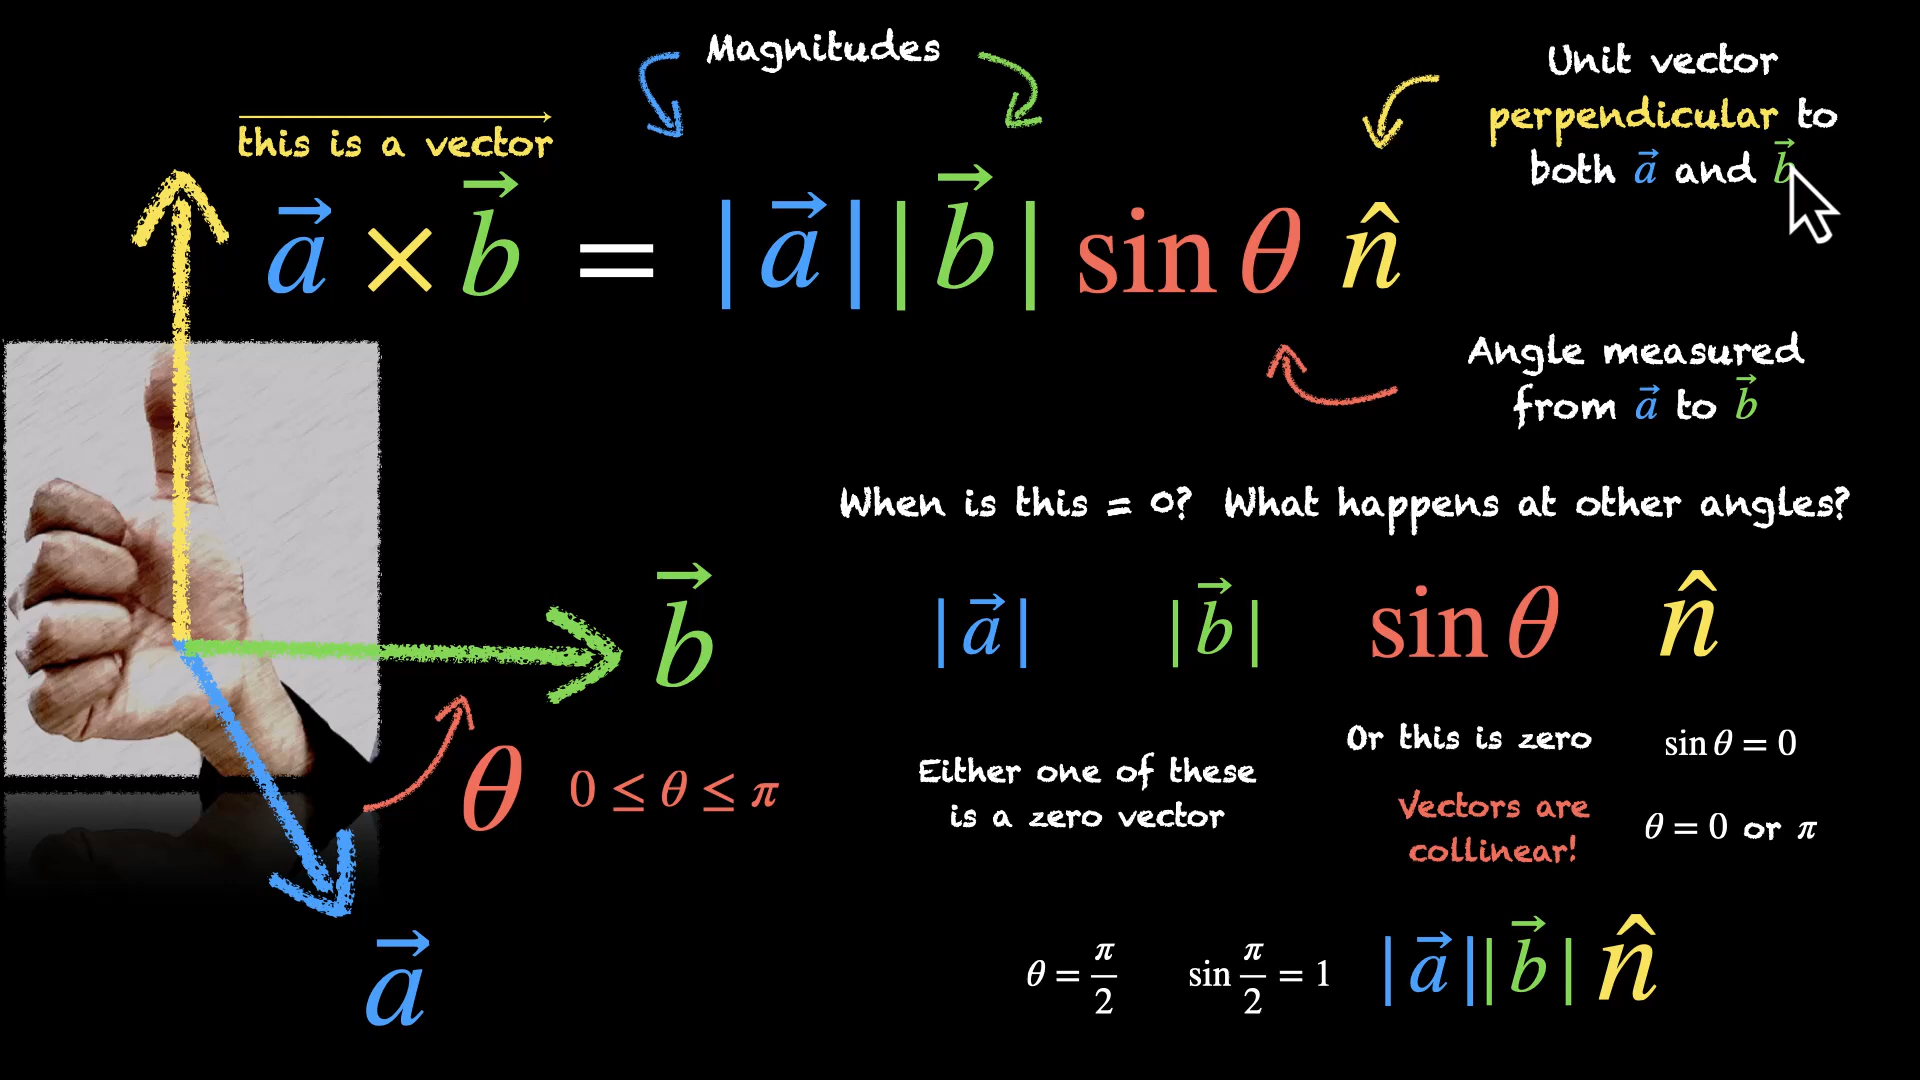 Magnitudes
Unit vector
perpendicular to
both a⃗ and b⃗
this is a vector
a⃗ × b⃗ = |a⃗||b⃗| sin θ n̂
Angle measured
from a⃗ to b⃗
When is this = 0? What happens at other angles?
b⃗
|a⃗| |b⃗| sin θ n̂
θ 0 ≤ θ ≤ π
Either one of these
is a zero vector
Or this is zero
sin θ = 0
Vectors are
collinear!
θ = 0 or π
a⃗
θ = π/2 sin π/2 = 1 |a⃗||b⃗| n̂